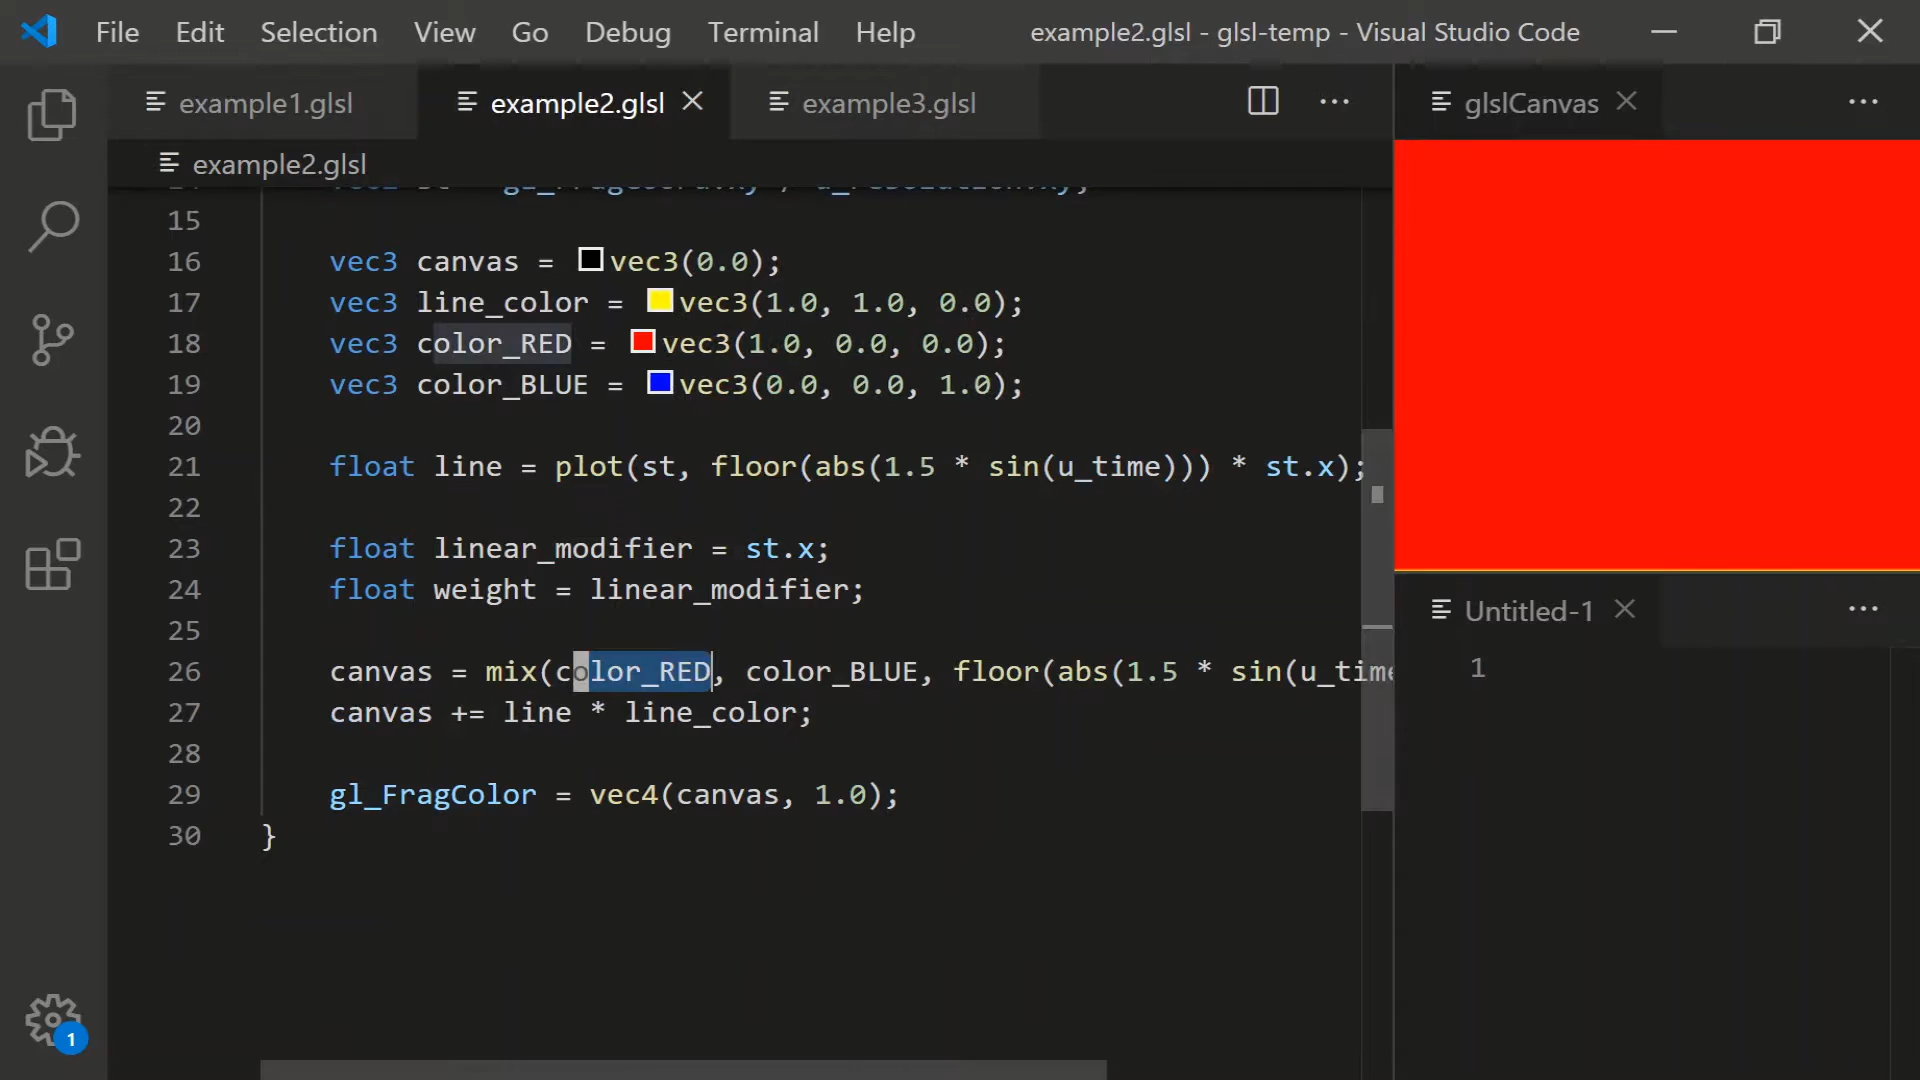 File Edit Selection View Go Debug Terminal Help example2.glsl - glsl-temp - Visual Studio Code
example1.glsl example2.glsl example3.glsl glslCanvas
example2.glsl
15
16 vec3 canvas = vec3(0.0);
17 vec3 line_color = vec3(1.0, 1.0, 0.0);
18 vec3 color_RED = vec3(1.0, 0.0, 0.0);
19 vec3 color_BLUE = vec3(0.0, 0.0, 1.0);
20
21 float line = plot(st, floor(abs(1.5 * sin(u_time))) * st.x);
22
23 float linear_modifier = st.x;
24 float weight = linear_modifier;
25
26 canvas = mix(color_RED, color_BLUE, floor(abs(1.5 * sin(u_time
27 canvas += line * line_color;
28
29 gl_FragColor = vec4(canvas, 1.0);
30 }
Untitled-1
1
1